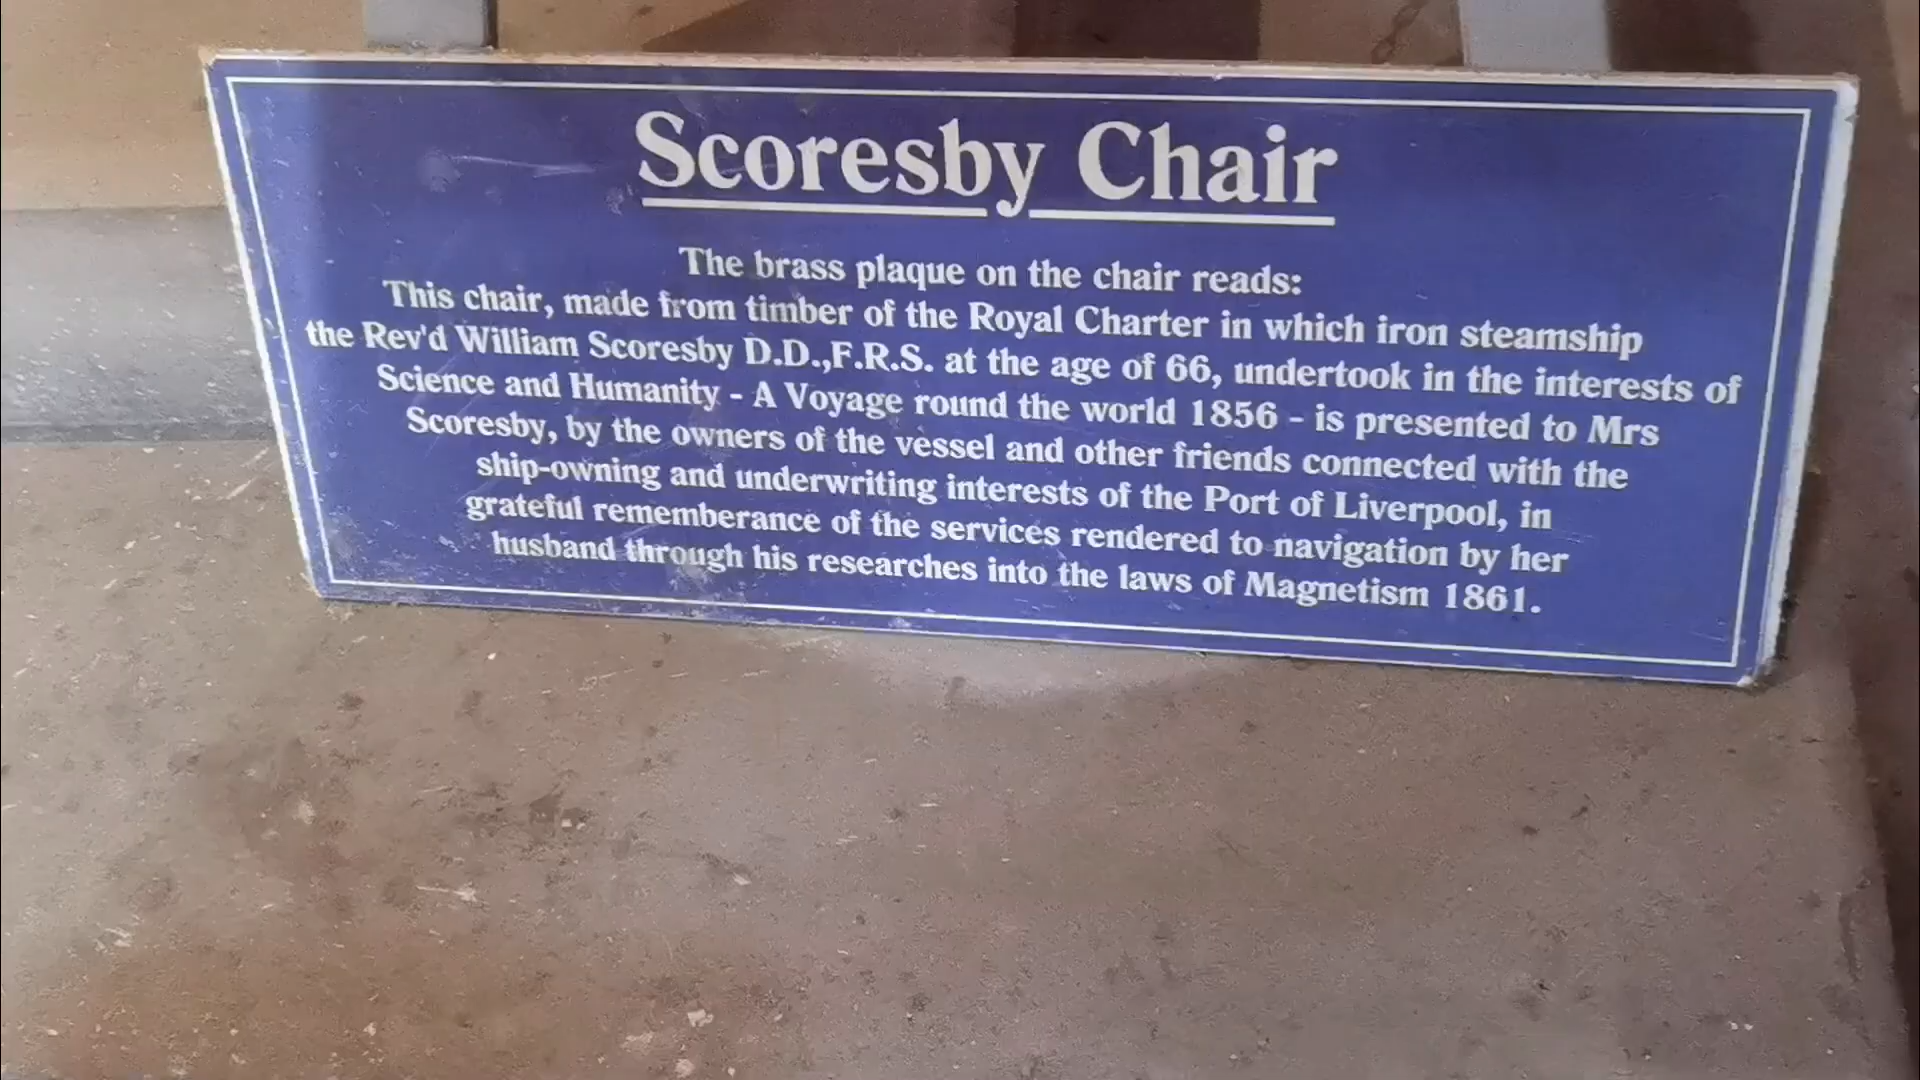 Scoresby Chair
The brass plaque on the chair reads:
This chair, made from timber of the Royal Charter in which iron steamship
the Rev'd William Scoresby D.D.,F.R.S. at the age of 66, undertook in the interests of
Science and Humanity - A Voyage round the world 1856 - is presented to Mrs
Scoresby, by the owners of the vessel and other friends connected with the
ship-owning and underwriting interests of the Port of Liverpool, in
grateful rememberance of the services rendered to navigation by her
husband through his researches into the laws of Magnetism 1861.